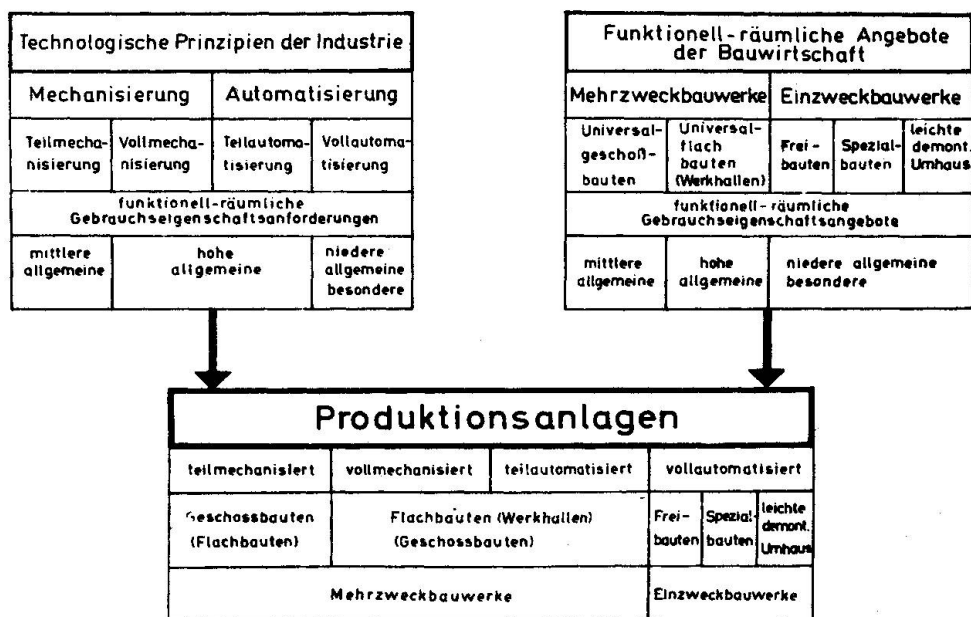 Technologische Prinzipien der Industrie
Mechanisierung
Automatisierung
Teilmecha-
nisierung
Vollmecha-
nisierung
Teilautoma-
tisierung
Vollautoma-
tisierung
funktionell-räumliche
Gebrauchseigenschaftsanforderungen
mittlere
allgemeine
hohe
allgemeine
niedere
allgemeine
besondere
Funktionell-räumliche Angebote
der Bauwirtschaft
Mehrzweckbauwerke
Einzweckbauwerke
Universal-
geschoß-
bauten
Universal-
flach
bauten
(Werkhallen)
Frei-
bauten
Spezial-
bauten
leichte
demont.
Umhaus.
funktionell-räumliche
Gebrauchseigenschaftsangebote
mittlere
allgemeine
hohe
allgemeine
niedere allgemeine
besondere
Produktionsanlagen
teilmechanisiert
vollmechanisiert
teilautomatisiert
vollautomatisiert
Geschossbauten
(Flachbauten)
Flachbauten (Werkhallen)
(Geschossbauten)
Frei-
bauten
Spezial-
bauten
leichte
demont.
Umhaus
Mehrzweckbauwerke
Einzweckbauwerke